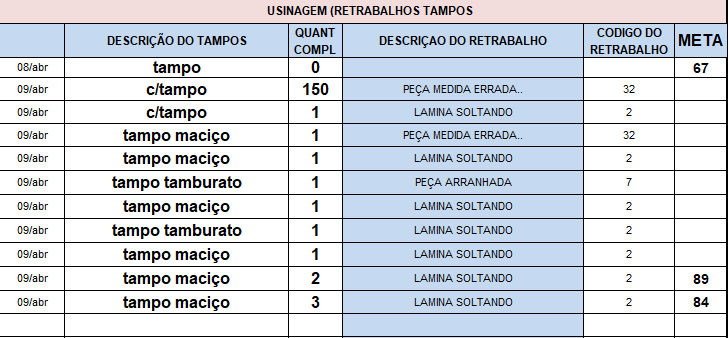 USINAGEM (RETRABALHOS TAMPOS
DESCRIÇÃO DO TAMPOS QUANT COMPL DESCRIÇAO DO RETRABALHO CODIGO DO RETRABALHO META
08/abr tampo 0 67
09/abr c/tampo 150 PEÇA MEDIDA ERRADA.. 32
09/abr c/tampo 1 LAMINA SOLTANDO 2
09/abr tampo maciço 1 PEÇA MEDIDA ERRADA.. 32
09/abr tampo maciço 1 LAMINA SOLTANDO 2
09/abr tampo tamburato 1 PEÇA ARRANHADA 7
09/abr tampo maciço 1 LAMINA SOLTANDO 2
09/abr tampo tamburato 1 LAMINA SOLTANDO 2
09/abr tampo maciço 1 LAMINA SOLTANDO 2
09/abr tampo maciço 2 LAMINA SOLTANDO 2 89
09/abr tampo maciço 3 LAMINA SOLTANDO 2 84